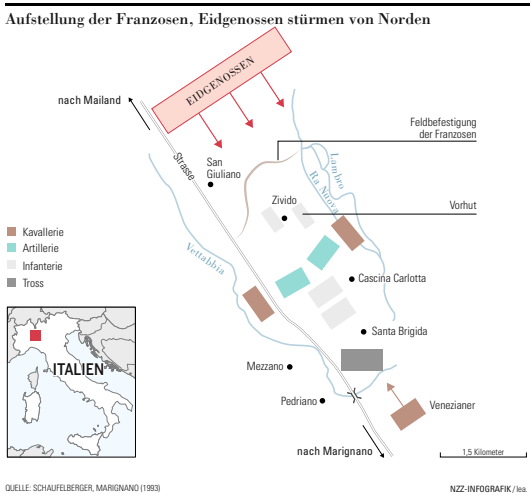 Aufstellung der Franzosen, Eidgenossen stürmen von Norden
EIDGENOSSEN
nach Mailand
Feldbefestigung
der Franzosen
Strasse
San
Giuliano
Lambro
Ra Nuova
Zivido
Vorhut
Kavallerie
Artillerie
Infanterie
Tross
Vettabbia
Cascina Carlotta
Santa Brigida
ITALIEN
Mezzano
Pedriano
Venezianer
nach Marignano
1,5 Kilometer
QUELLE: SCHAUFELBERGER, MARIGNANO (1993)
NZZ-INFOGRAFIK/lea.